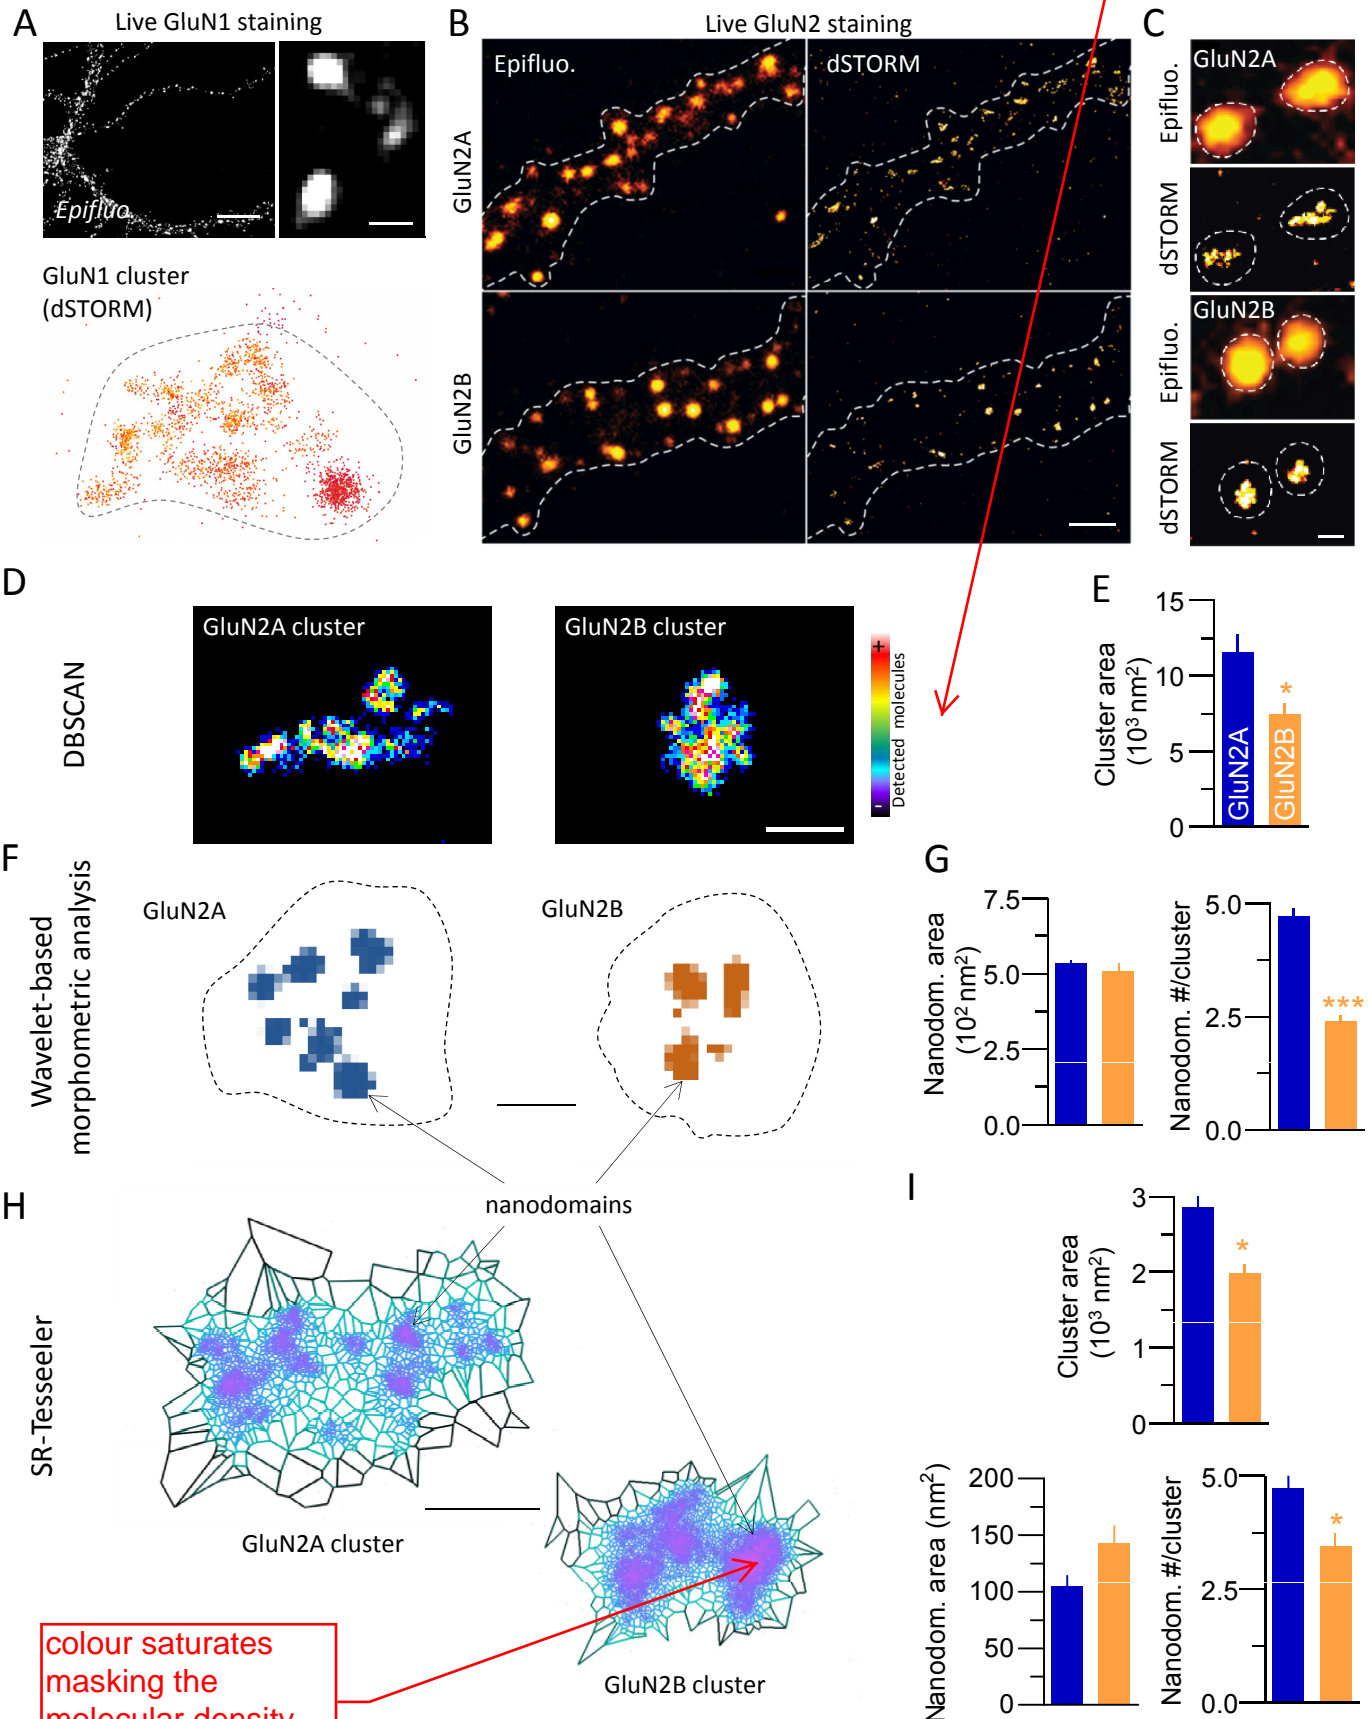 A
Live GluN1 staining
Epifluo.
GluN1 cluster
(dSTORM)
B
Live GluN2 staining
Epifluo.
dSTORM
GluN2A
GluN2B
C
GluN2A
Epifluo.
dSTORM
GluN2B
Epifluo.
dSTORM
D
DBSCAN
GluN2A cluster
GluN2B cluster
+
-
Detected molecules
E
Cluster area
(10³ nm²)
15
10
5
0
*
GluN2A
GluN2B
F
Wavelet-based
morphometric analysis
GluN2A
GluN2B
nanodomains
G
Nanodom. area
(10² nm²)
7.5
5.0
2.5
0.0
Nanodom. #/cluster
5.0
2.5
0.0
***
H
SR-Tesseeler
GluN2A cluster
GluN2B cluster
colour saturates
masking the
molecular density
I
Cluster area
(10³ nm²)
3
2
1
0
*
Nanodom. area (nm²)
200
150
100
50
0
Nanodom. #/cluster
5.0
2.5
0.0
*